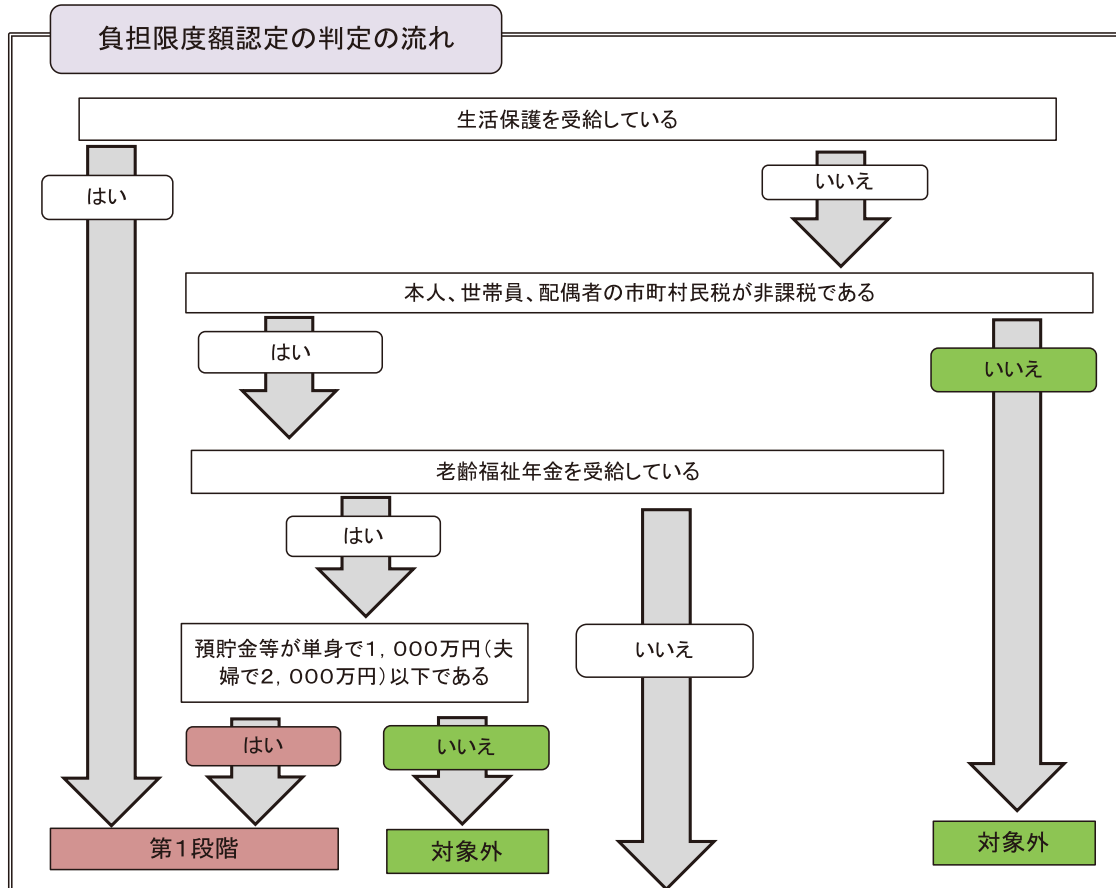 負担限度額認定の判定の流れ
生活保護を受給している
はい
いいえ
本人、世帯員、配偶者の市町村民税が非課税である
はい
いいえ
老齢福祉年金を受給している
はい
いいえ
預貯金等が単身で1,000万円(夫
婦で2,000万円)以下である
はい
いいえ
第1段階
対象外
対象外